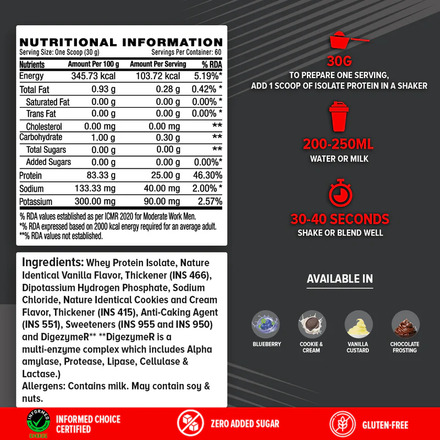 NUTRITIONAL INFORMATION
Serving Size: One Scoop (30 g) Servings Per Container: 60
Nutrients Amount Per 100 g Amount Per Serving % RDA
Energy 345.73 kcal 103.72 kcal 5.19%*
Total Fat 0.93 g 0.28 g 0.42% *
Saturated Fat 0.00 g 0.00 g 0.00% *
Trans Fat 0.00 g 0.00 g 0.00% *
Cholesterol 0.00 mg 0.00 mg **
Carbohydrate 1.00 g 0.30 g **
Total Sugars 0.00 g 0.00 g **
Added Sugars 0.00 g 0.00 g 0.00%*
Protein 83.33 g 25.00 g 46.30%
Sodium 133.33 mg 40.00 mg 2.00% *
Potassium 300.00 mg 90.00 mg 2.57%
% RDA values established as per ICMR 2020 for Moderate Work Men.
*% RDA expressed based on 2000 kcal energy required for an average adult.
**% RDA values not established.
Ingredients: Whey Protein Isolate, Nature
Identical Vanilla Flavor, Thickener (INS 466),
Dipotassium Hydrogen Phosphate, Sodium
Chloride, Nature Identical Cookies and Cream
Flavor, Thickener (INS 415), Anti-Caking Agent
(INS 551), Sweeteners (INS 955 and INS 950)
and DigezymeR** **DigezymeR is a
multi-enzyme complex which includes Alpha
amylase, Protease, Lipase, Cellulase &
Lactase.)
Allergens: Contains milk. May contain soy &
nuts.
30G
TO PREPARE ONE SERVING,
ADD 1 SCOOP OF ISOLATE PROTEIN IN A SHAKER
200-250ML
WATER OR MILK
30-40 SECONDS
SHAKE OR BLEND WELL
AVAILABLE IN
BLUEBERRY
COOKIE &
CREAM
VANILLA
CUSTARD
CHOCOLATE
FROSTING
INFORMED CHOICE
CERTIFIED
ZERO ADDED SUGAR
GLUTEN-FREE